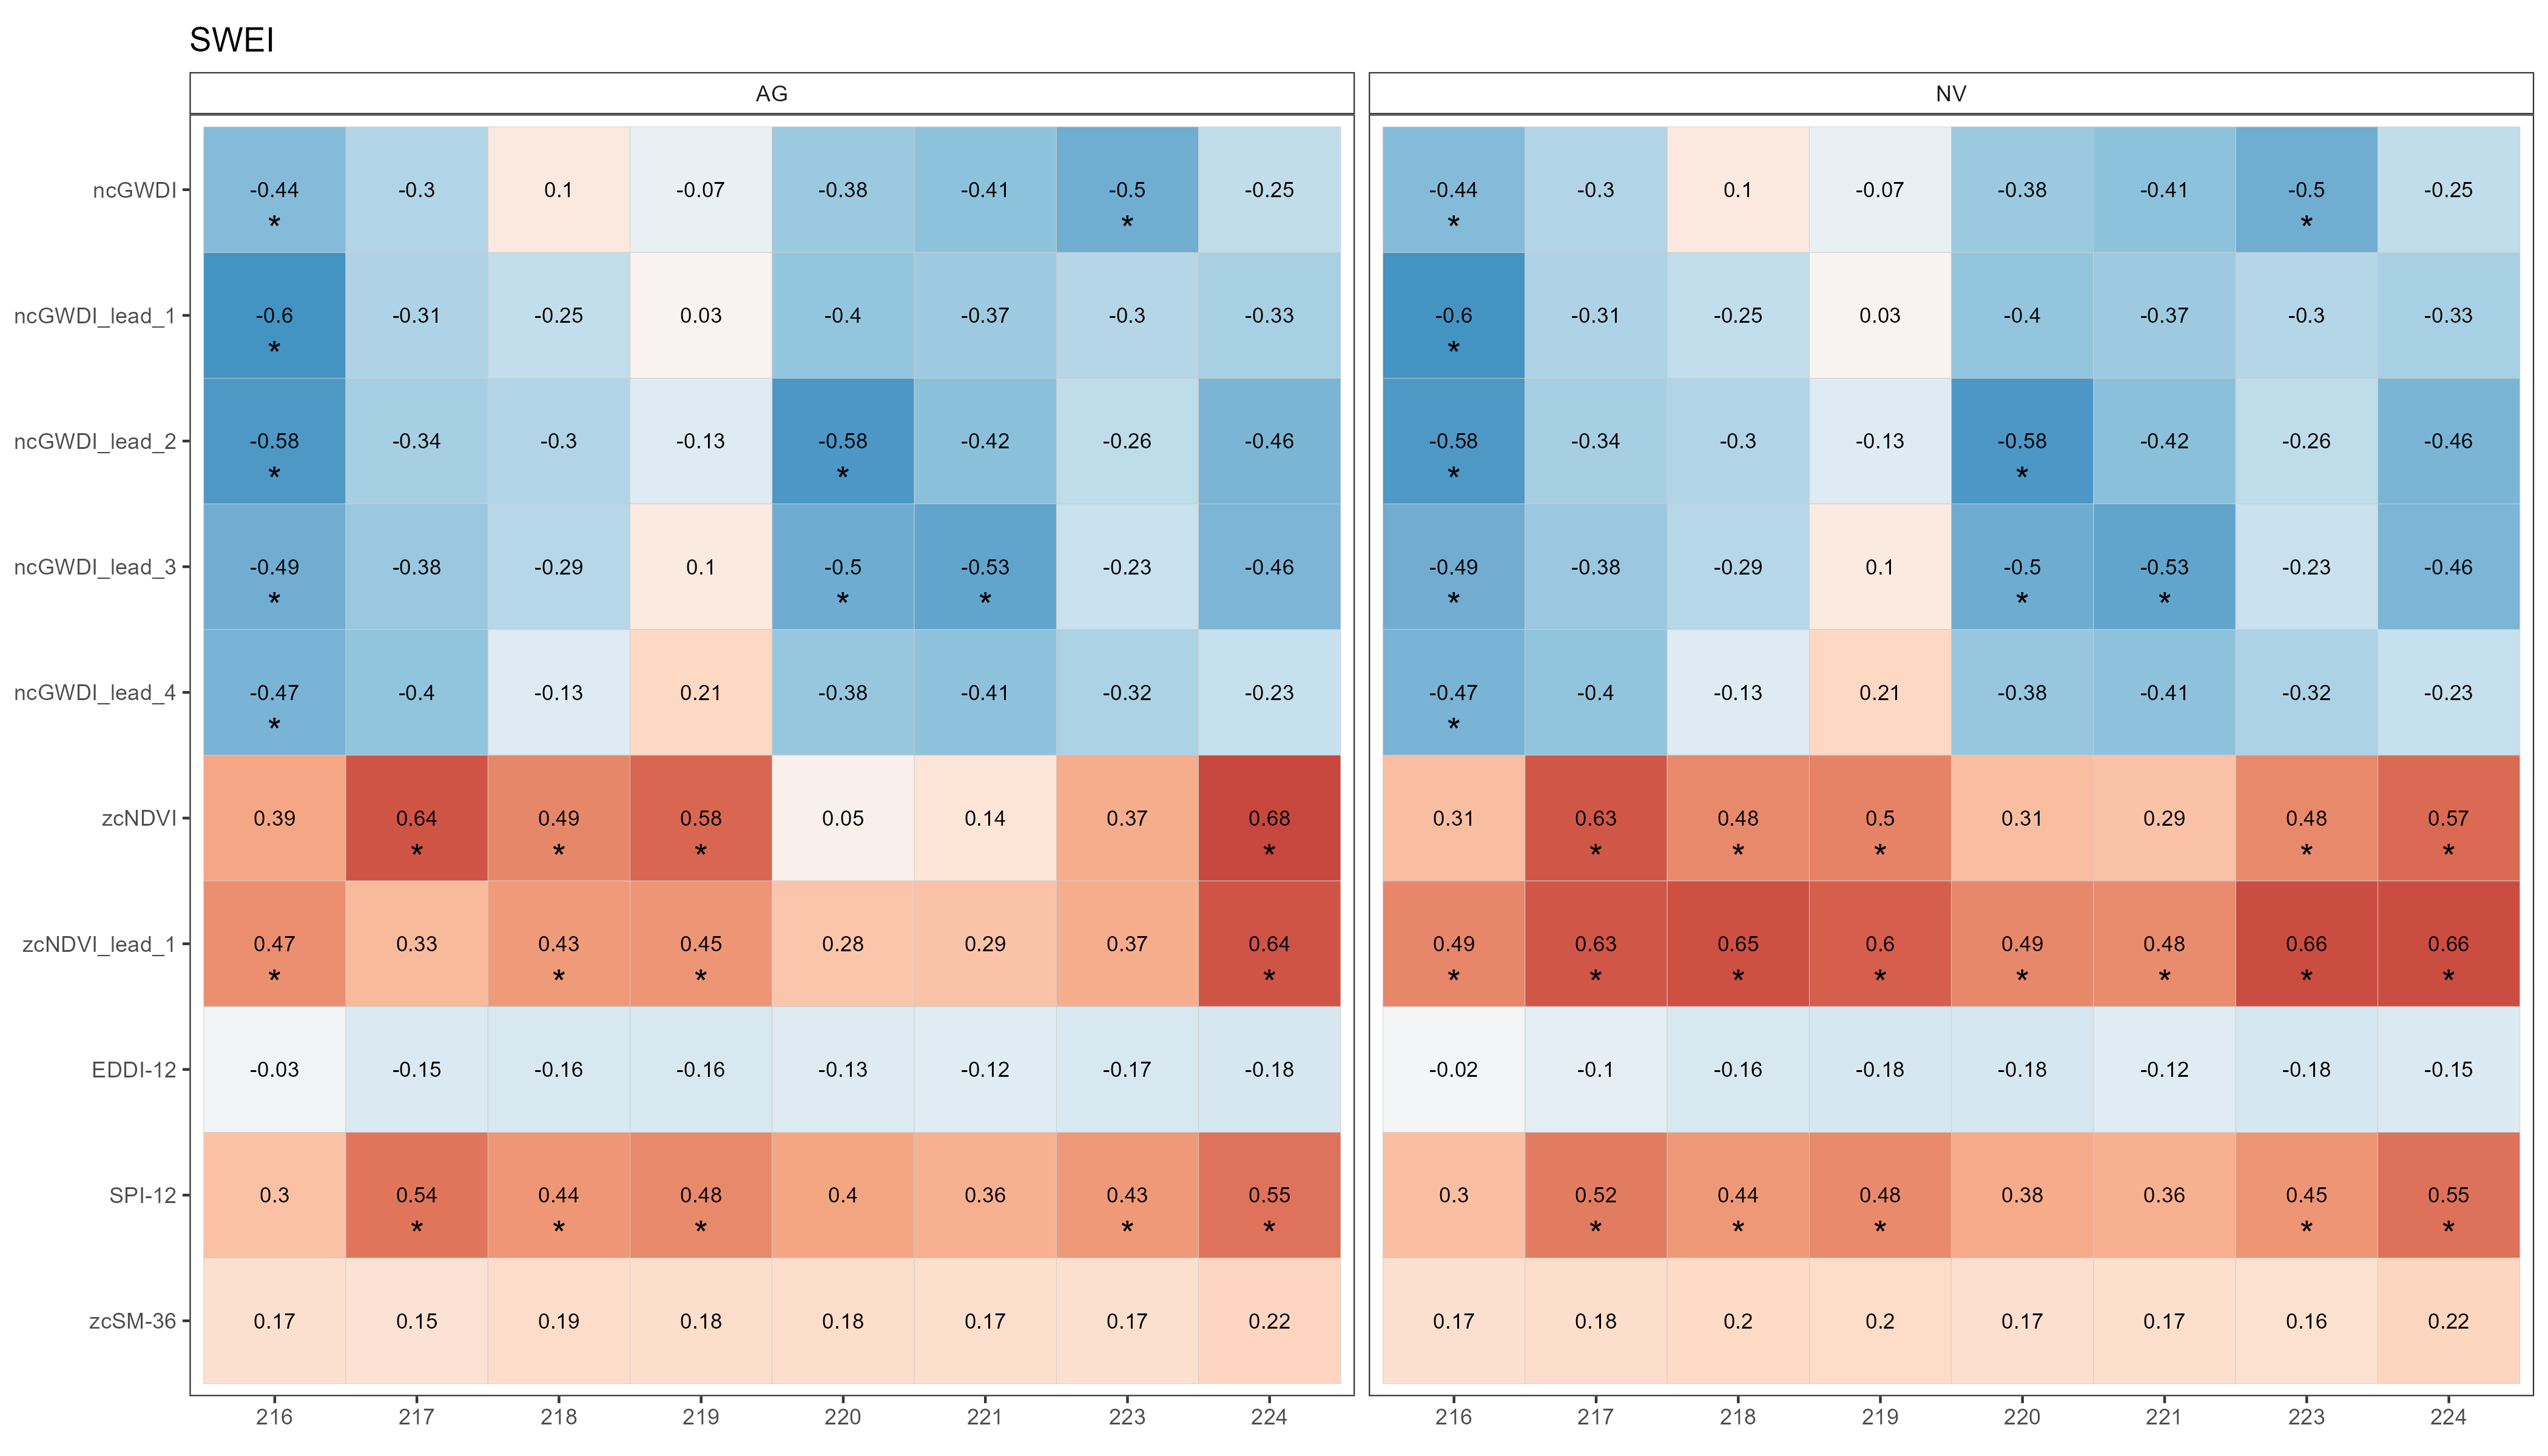 SWEI
AG NV
ncGWDI -0.44 -0.3 0.1 -0.07 -0.38 -0.41 -0.5 -0.25 -0.44 -0.3 0.1 -0.07 -0.38 -0.41 -0.5 -0.25
* * * *
ncGWDI_lead_1 -0.6 -0.31 -0.25 0.03 -0.4 -0.37 -0.3 -0.33 -0.6 -0.31 -0.25 0.03 -0.4 -0.37 -0.3 -0.33
* *
ncGWDI_lead_2 -0.58 -0.34 -0.3 -0.13 -0.58 -0.42 -0.26 -0.46 -0.58 -0.34 -0.3 -0.13 -0.58 -0.42 -0.26 -0.46
* * * *
ncGWDI_lead_3 -0.49 -0.38 -0.29 0.1 -0.5 -0.53 -0.23 -0.46 -0.49 -0.38 -0.29 0.1 -0.5 -0.53 -0.23 -0.46
* * * * * *
ncGWDI_lead_4 -0.47 -0.4 -0.13 0.21 -0.38 -0.41 -0.32 -0.23 -0.47 -0.4 -0.13 0.21 -0.38 -0.41 -0.32 -0.23
* *
zcNDVI 0.39 0.64 0.49 0.58 0.05 0.14 0.37 0.68 0.31 0.63 0.48 0.5 0.31 0.29 0.48 0.57
* * * * * * * * *
zcNDVI_lead_1 0.47 0.33 0.43 0.45 0.28 0.29 0.37 0.64 0.49 0.63 0.65 0.6 0.49 0.48 0.66 0.66
* * * * * * * * * * * *
EDDI-12 -0.03 -0.15 -0.16 -0.16 -0.13 -0.12 -0.17 -0.18 -0.02 -0.1 -0.16 -0.18 -0.18 -0.12 -0.18 -0.15
SPI-12 0.3 0.54 0.44 0.48 0.4 0.36 0.43 0.55 0.3 0.52 0.44 0.48 0.38 0.36 0.45 0.55
* * * * * * * * * *
zcSM-36 0.17 0.15 0.19 0.18 0.18 0.17 0.17 0.22 0.17 0.18 0.2 0.2 0.17 0.17 0.16 0.22
216 217 218 219 220 221 223 224 216 217 218 219 220 221 223 224